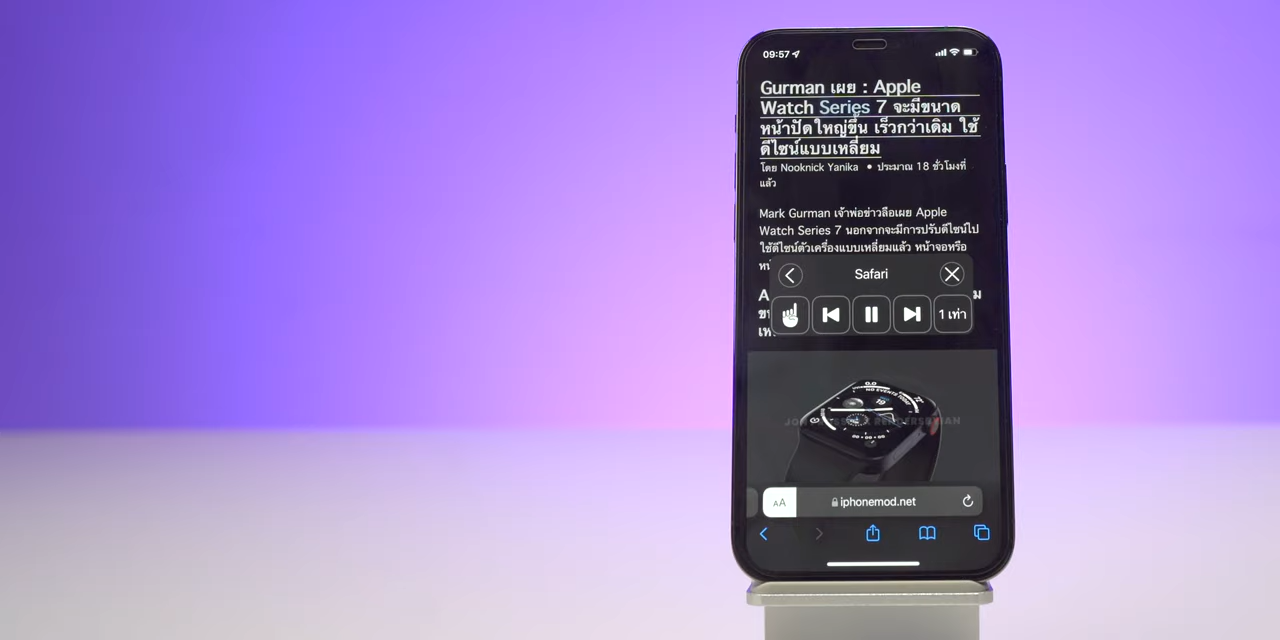 09:57
Gurman เผย : Apple
Watch Series 7 จะมีขนาด
หน้าปัดใหญ่ขึ้น เร็วกว่าเดิม ใช้
ดีไซน์แบบเหลี่ยม
โดย Nooknick Yanika • ประมาณ 18 ชั่วโมงที่
แล้ว
Mark Gurman เจ้าพ่อข่าวลือเผย Apple
Watch Series 7 นอกจากจะมีการปรับดีไซน์ไป
ใช้ดีไซน์ตัวเครื่องแบบเหลี่ยมแล้ว หน้าจอหรือ
Safari
1 เท่า
NO EVENTS TODAY
19
72°
AA
iphonemod.net